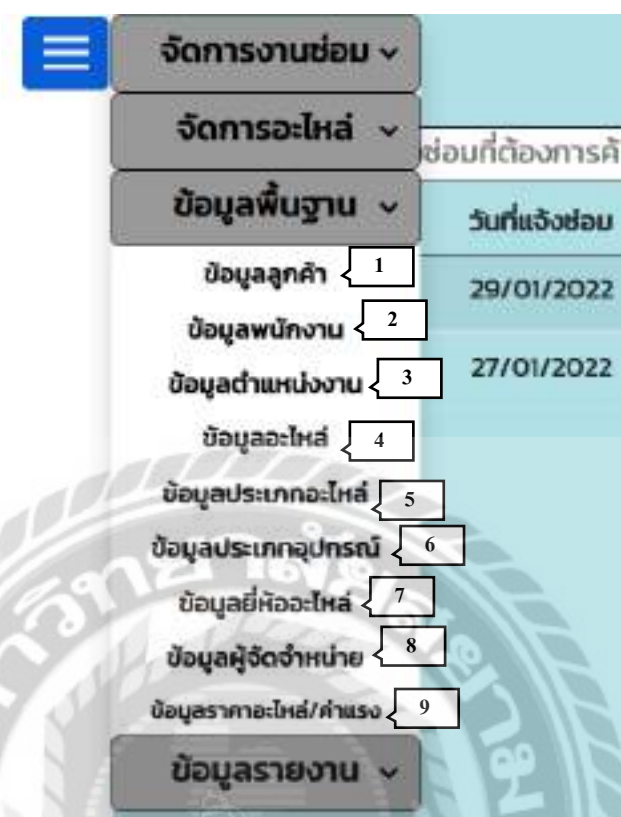 จัดการงานซ่อม
จัดการอะไหล่
ซ่อมที่ต้องการค้
ข้อมูลพื้นฐาน
วันที่แจ้งซ่อม
ข้อมูลลูกค้า 1
29/01/2022
ข้อมูลพนักงาน 2
ข้อมูลตำแหน่งงาน 3
27/01/2022
ข้อมูลอะไหล่ 4
ข้อมูลประเภทอะไหล่ 5
ข้อมูลประเภทอุปกรณ์ 6
ข้อมูลยี่ห้ออะไหล่ 7
ข้อมูลผู้จัดจำหน่าย 8
ข้อมูลราคาอะไหล่/ค่าแรง 9
ข้อมูลรายงาน